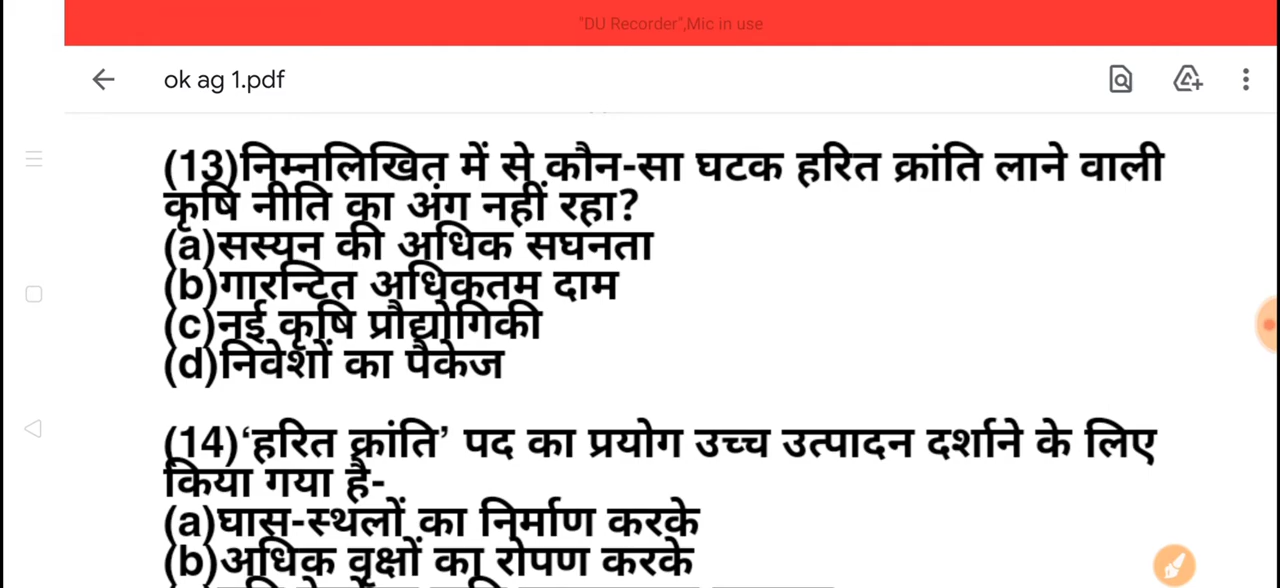 "DU Recorder",Mic in use
ok ag 1.pdf
(13)निम्नलिखित में से कौन-सा घटक हरित क्रांति लाने वाली
कृषि नीति का अंग नहीं रहा?
(a)सस्यन की अधिक सघनता
(b)गारन्टित अधिकतम दाम
(c)नई कृषि प्रौद्योगिकी
(d)निवेशों का पैकेज
(14)‘हरित क्रांति’ पद का प्रयोग उच्च उत्पादन दर्शाने के लिए
किया गया है-
(a)घास-स्थलों का निर्माण करके
(b)अधिक वृक्षों का रोपण करके